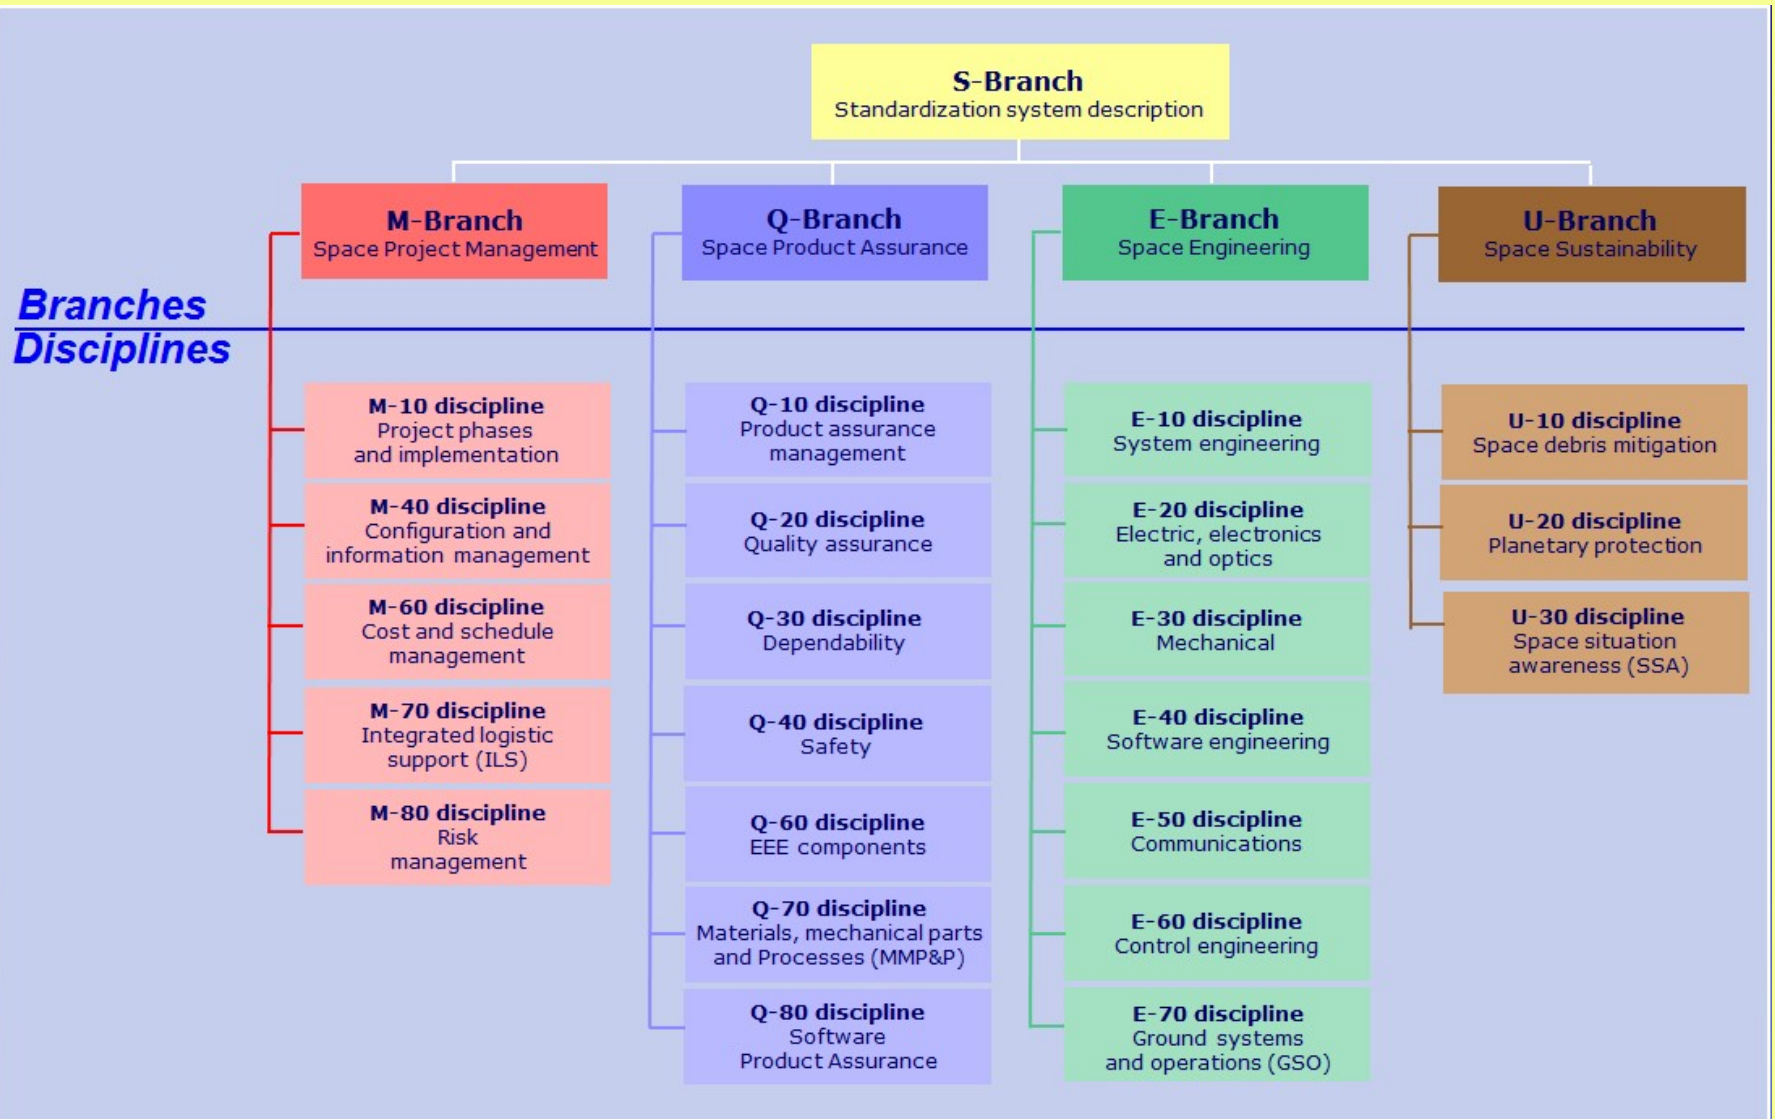 S-Branch
Standardization system description
M-Branch
Space Project Management
Q-Branch
Space Product Assurance
E-Branch
Space Engineering
U-Branch
Space Sustainability
Branches
Disciplines
M-10 discipline
Project phases
and implementation
M-40 discipline
Configuration and
information management
M-60 discipline
Cost and schedule
management
M-70 discipline
Integrated logistic
support (ILS)
M-80 discipline
Risk
management
Q-10 discipline
Product assurance
management
Q-20 discipline
Quality assurance
Q-30 discipline
Dependability
Q-40 discipline
Safety
Q-60 discipline
EEE components
Q-70 discipline
Materials, mechanical parts
and Processes (MMP&P)
Q-80 discipline
Software
Product Assurance
E-10 discipline
System engineering
E-20 discipline
Electric, electronics
and optics
E-30 discipline
Mechanical
E-40 discipline
Software engineering
E-50 discipline
Communications
E-60 discipline
Control engineering
E-70 discipline
Ground systems
and operations (GSO)
U-10 discipline
Space debris mitigation
U-20 discipline
Planetary protection
U-30 discipline
Space situation
awareness (SSA)